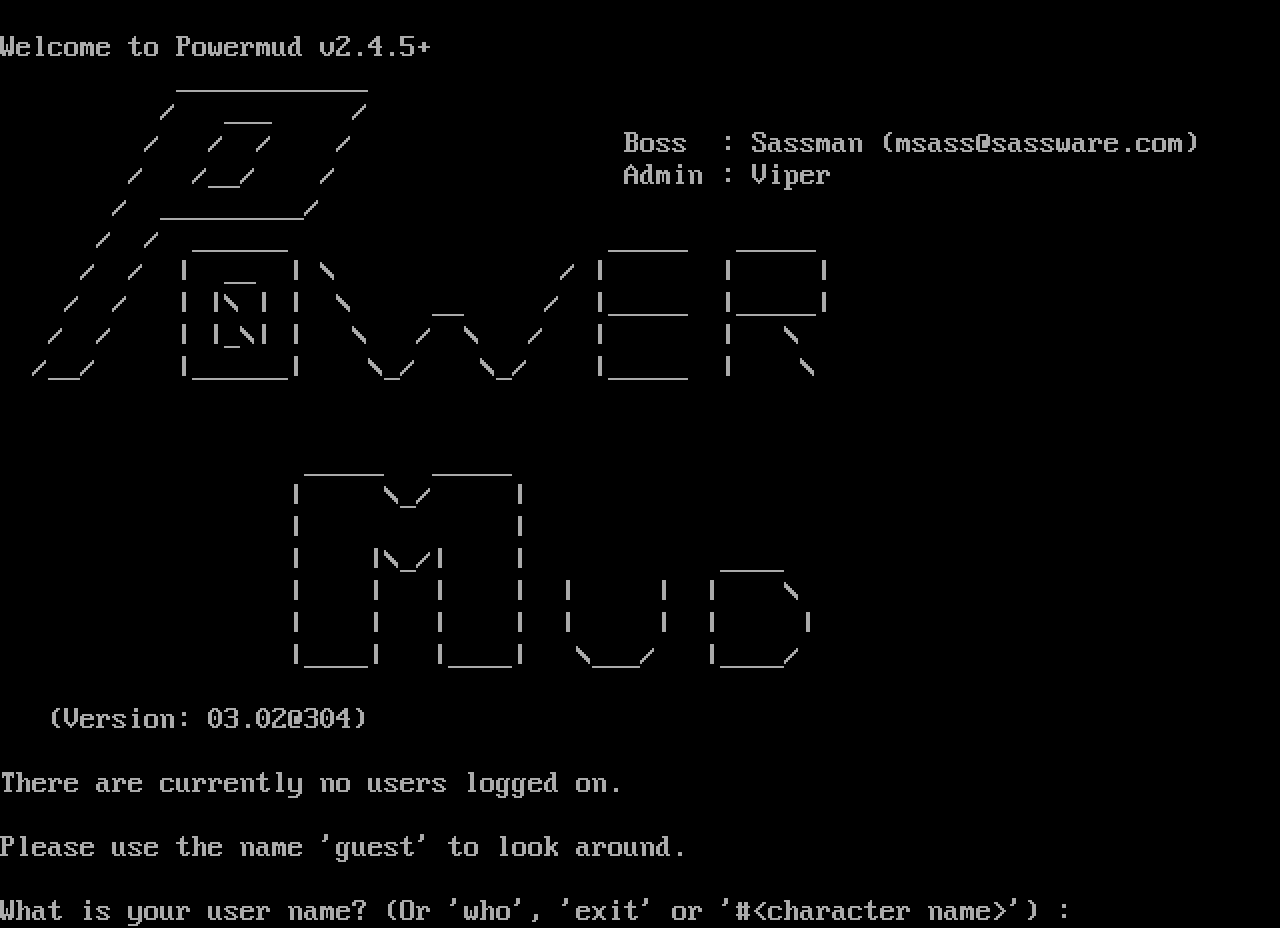 Welcome to Powermud v2.4.5+
Boss  : Sassman (msass@sassware.com)
Admin : Viper
POWER
MUD
(Version: 03.02@304)
There are currently no users logged on.
Please use the name 'guest' to look around.
What is your user name? (Or 'who', 'exit' or '#<character name>') :